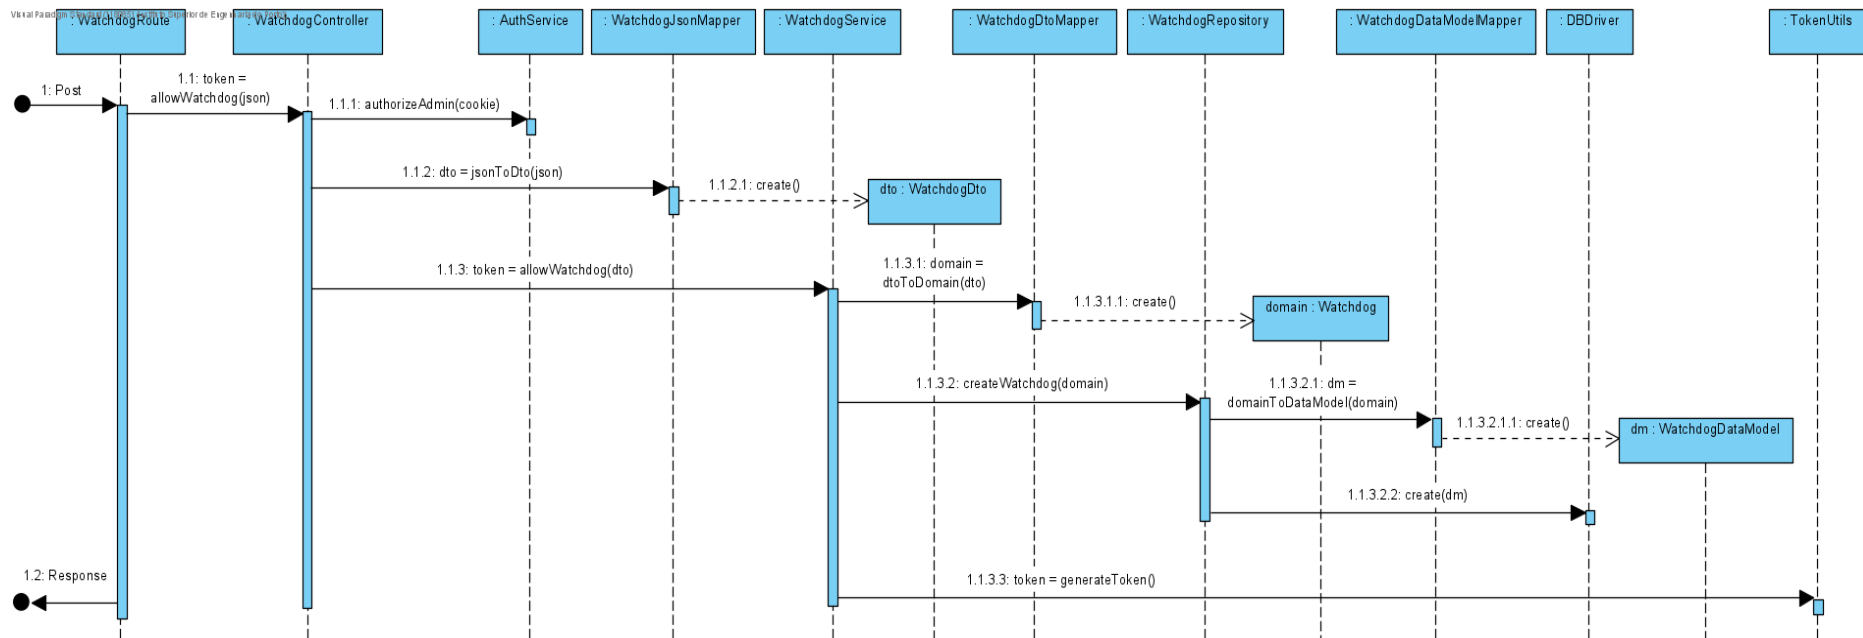 : WatchdogRoute
: WatchdogController
: AuthService
: WatchdogJsonMapper
: WatchdogService
: WatchdogDtoMapper
: WatchdogRepository
: WatchdogDataModelMapper
: DBDriver
: TokenUtils
1: Post
1.1: token =
allowWatchdog(json)
1.1.1: authorizeAdmin(cookie)
1.1.2: dto = jsonToDto(json)
1.1.2.1: create()
dto : WatchdogDto
1.1.3: token = allowWatchdog(dto)
1.1.3.1: domain =
dtoToDomain(dto)
1.1.3.1.1: create()
domain : Watchdog
1.1.3.2: createWatchdog(domain)
1.1.3.2.1: dm =
domainToDataModel(domain)
1.1.3.2.1.1: create()
dm : WatchdogDataModel
1.1.3.2.2: create(dm)
1.1.3.3: token = generateToken()
1.2: Response